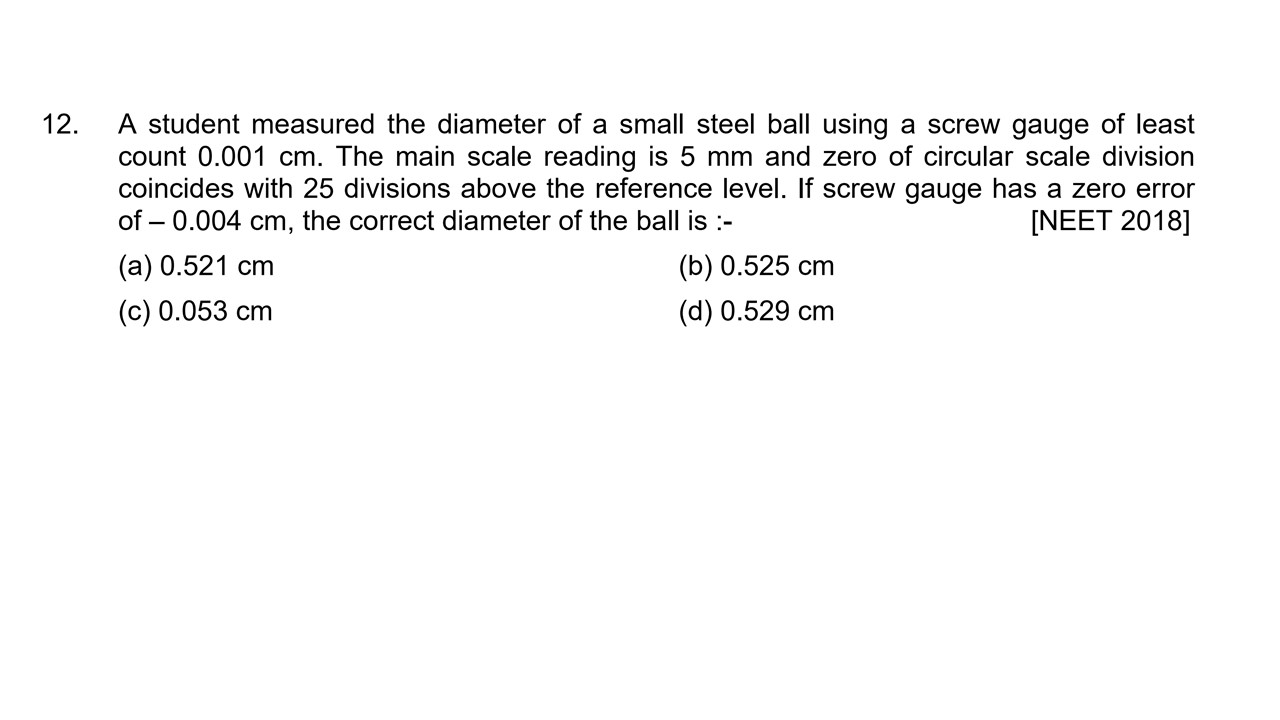 12. A student measured the diameter of a small steel ball using a screw gauge of least
count 0.001 cm. The main scale reading is 5 mm and zero of circular scale division
coincides with 25 divisions above the reference level. If screw gauge has a zero error
of – 0.004 cm, the correct diameter of the ball is :- [NEET 2018]
(a) 0.521 cm (b) 0.525 cm
(c) 0.053 cm (d) 0.529 cm